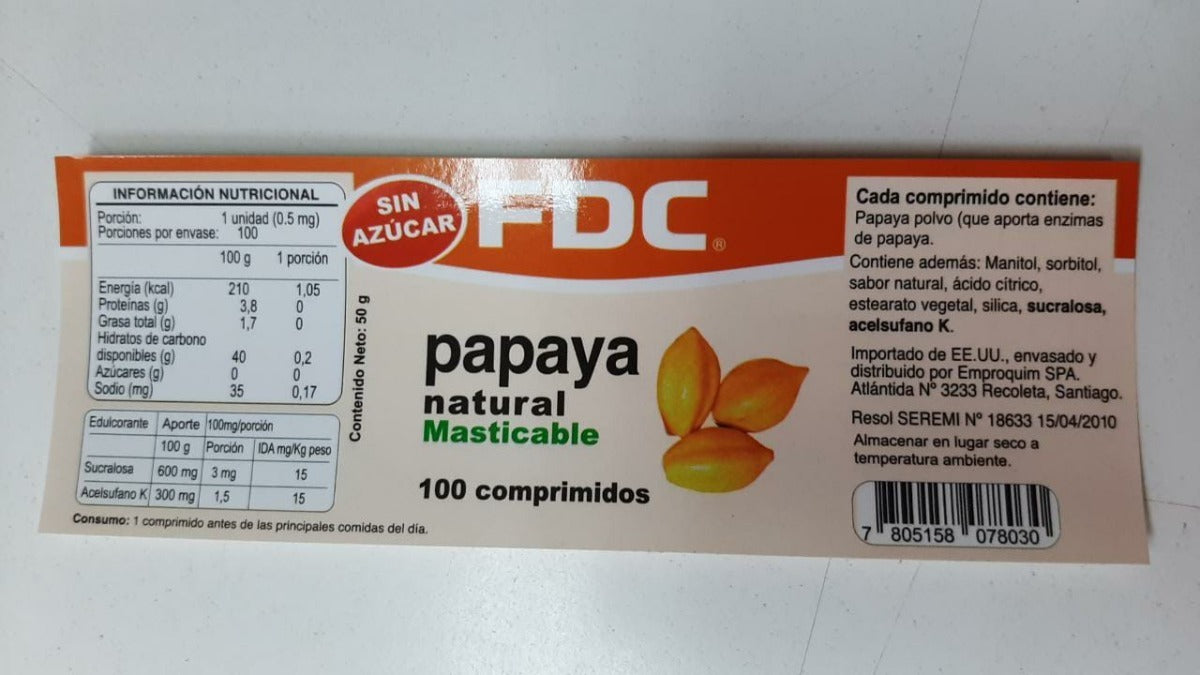 INFORMACIÓN NUTRICIONAL
Porción: 1 unidad (0.5 mg)
Porciones por envase: 100
100 g 1 porción
Energía (kcal) 210 1,05
Proteínas (g) 3,8 0
Grasa total (g) 1,7 0
Hidratos de carbono
disponibles (g) 40 0,2
Azúcares (g) 0 0
Sodio (mg) 35 0,17
Edulcorante Aporte 100mg/porción
100 g Porción IDA mg/Kg peso
Sucralosa 600 mg 3 mg 15
Acelsufano K 300 mg 1,5 15
Consumo: 1 comprimido antes de las principales comidas del día.
Contenido Neto: 50 g
SIN
AZÚCAR
FDC®
papaya
natural
Masticable
100 comprimidos
Cada comprimido contiene:
Papaya polvo (que aporta enzimas
de papaya.
Contiene además: Manitol, sorbitol,
sabor natural, ácido cítrico,
estearato vegetal, silica, sucralosa,
acelsufano K.
Importado de EE.UU., envasado y
distribuido por Emproquim SPA.
Atlántida Nº 3233 Recoleta, Santiago.
Resol SEREMI Nº 18633 15/04/2010
Almacenar en lugar seco a
temperatura ambiente.
7 805158 078030